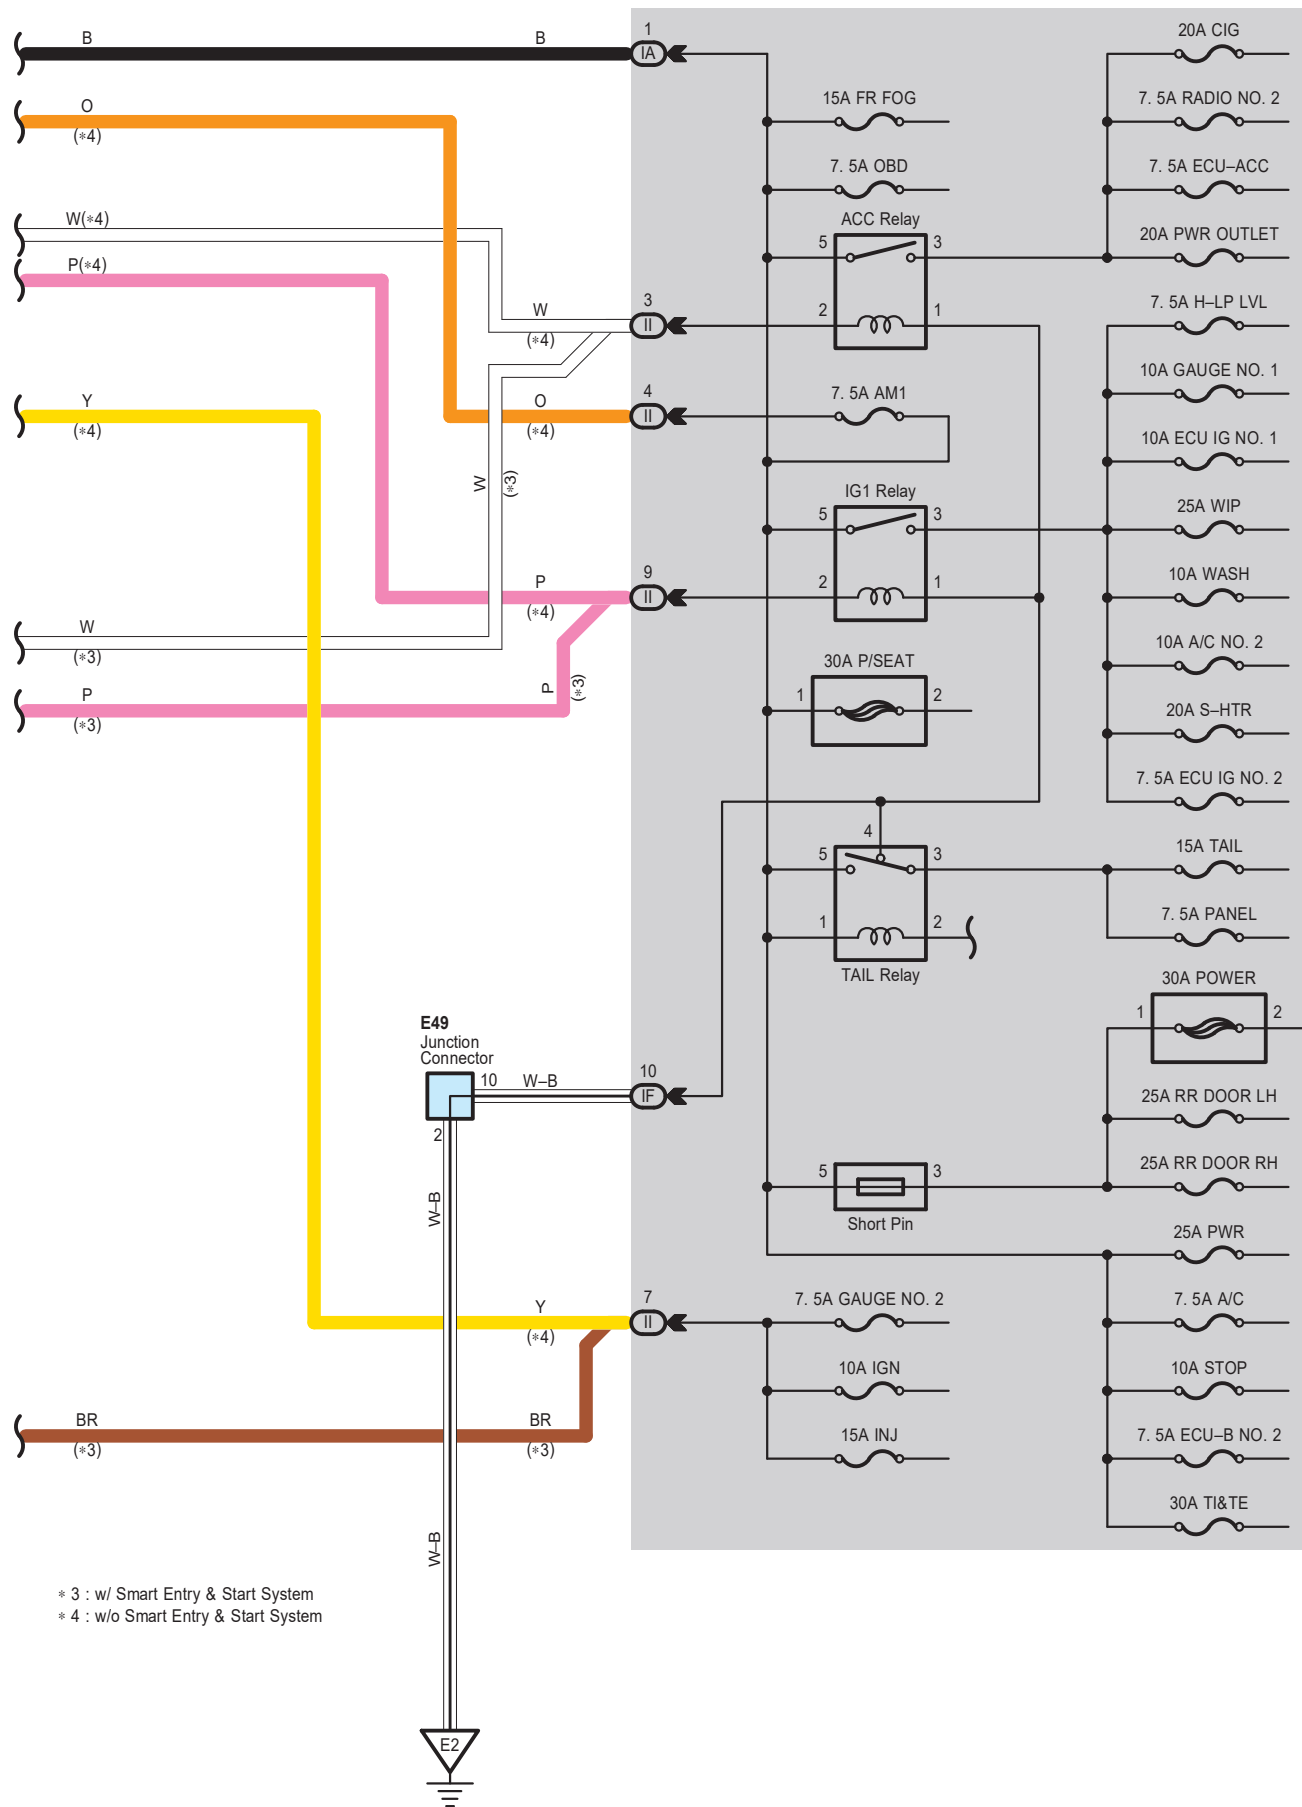 B
B
1
IA
20A CIG
O
(*4)
15A FR FOG
7. 5A RADIO NO. 2
7. 5A OBD
7. 5A ECU–ACC
W(*4)
ACC Relay
5
3
20A PWR OUTLET
P(*4)
W
(*4)
3
II
2
1
7. 5A H–LP LVL
10A GAUGE NO. 1
Y
(*4)
O
(*4)
4
II
7. 5A AM1
10A ECU IG NO. 1
W
(*3)
IG1 Relay
5
3
25A WIP
P
(*4)
9
II
2
1
10A WASH
W
(*3)
10A A/C NO. 2
P
(*3)
P
(*3)
30A P/SEAT
1
2
20A S–HTR
7. 5A ECU IG NO. 2
4
5
3
15A TAIL
1
2
7. 5A PANEL
TAIL Relay
30A POWER
1
2
E49
Junction
Connector
10
W–B
10
IF
25A RR DOOR LH
2
W–B
5
3
25A RR DOOR RH
Short Pin
25A PWR
Y
(*4)
7
II
7. 5A GAUGE NO. 2
7. 5A A/C
10A IGN
10A STOP
BR
(*3)
BR
(*3)
15A INJ
7. 5A ECU–B NO. 2
30A TI&TE
W–B
* 3 : w/ Smart Entry & Start System
* 4 : w/o Smart Entry & Start System
E2